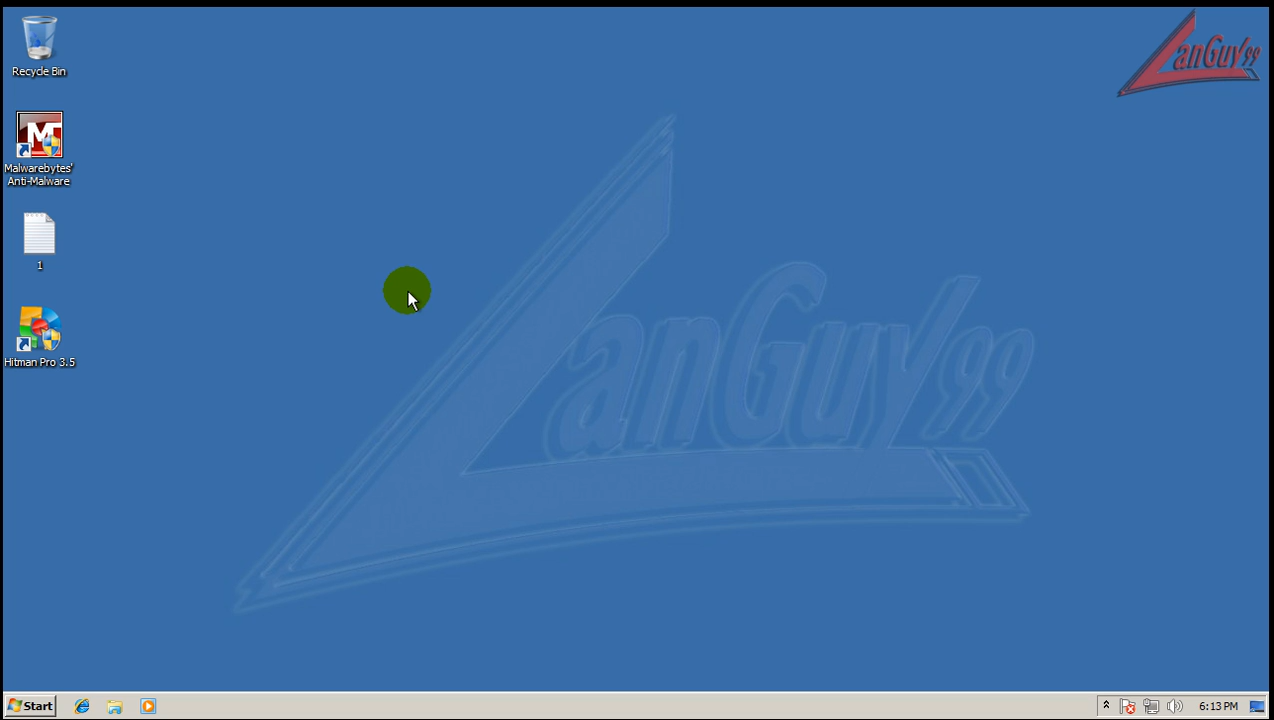 Recycle Bin
LanGuy99
Malwarebytes'
Anti-Malware
1
Hitman Pro 3.5
LanGuy99
Start
6:13 PM